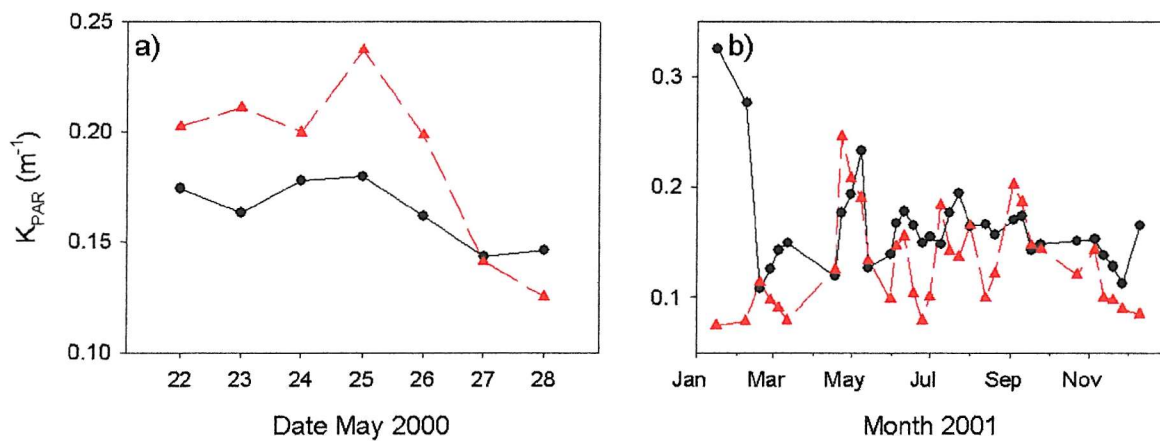 a)
0.25
0.20
0.15
0.10
K_PAR (m⁻¹)
22 23 24 25 26 27 28
Date May 2000
b)
0.3
0.2
0.1
Jan Mar May Jul Sep Nov
Month 2001